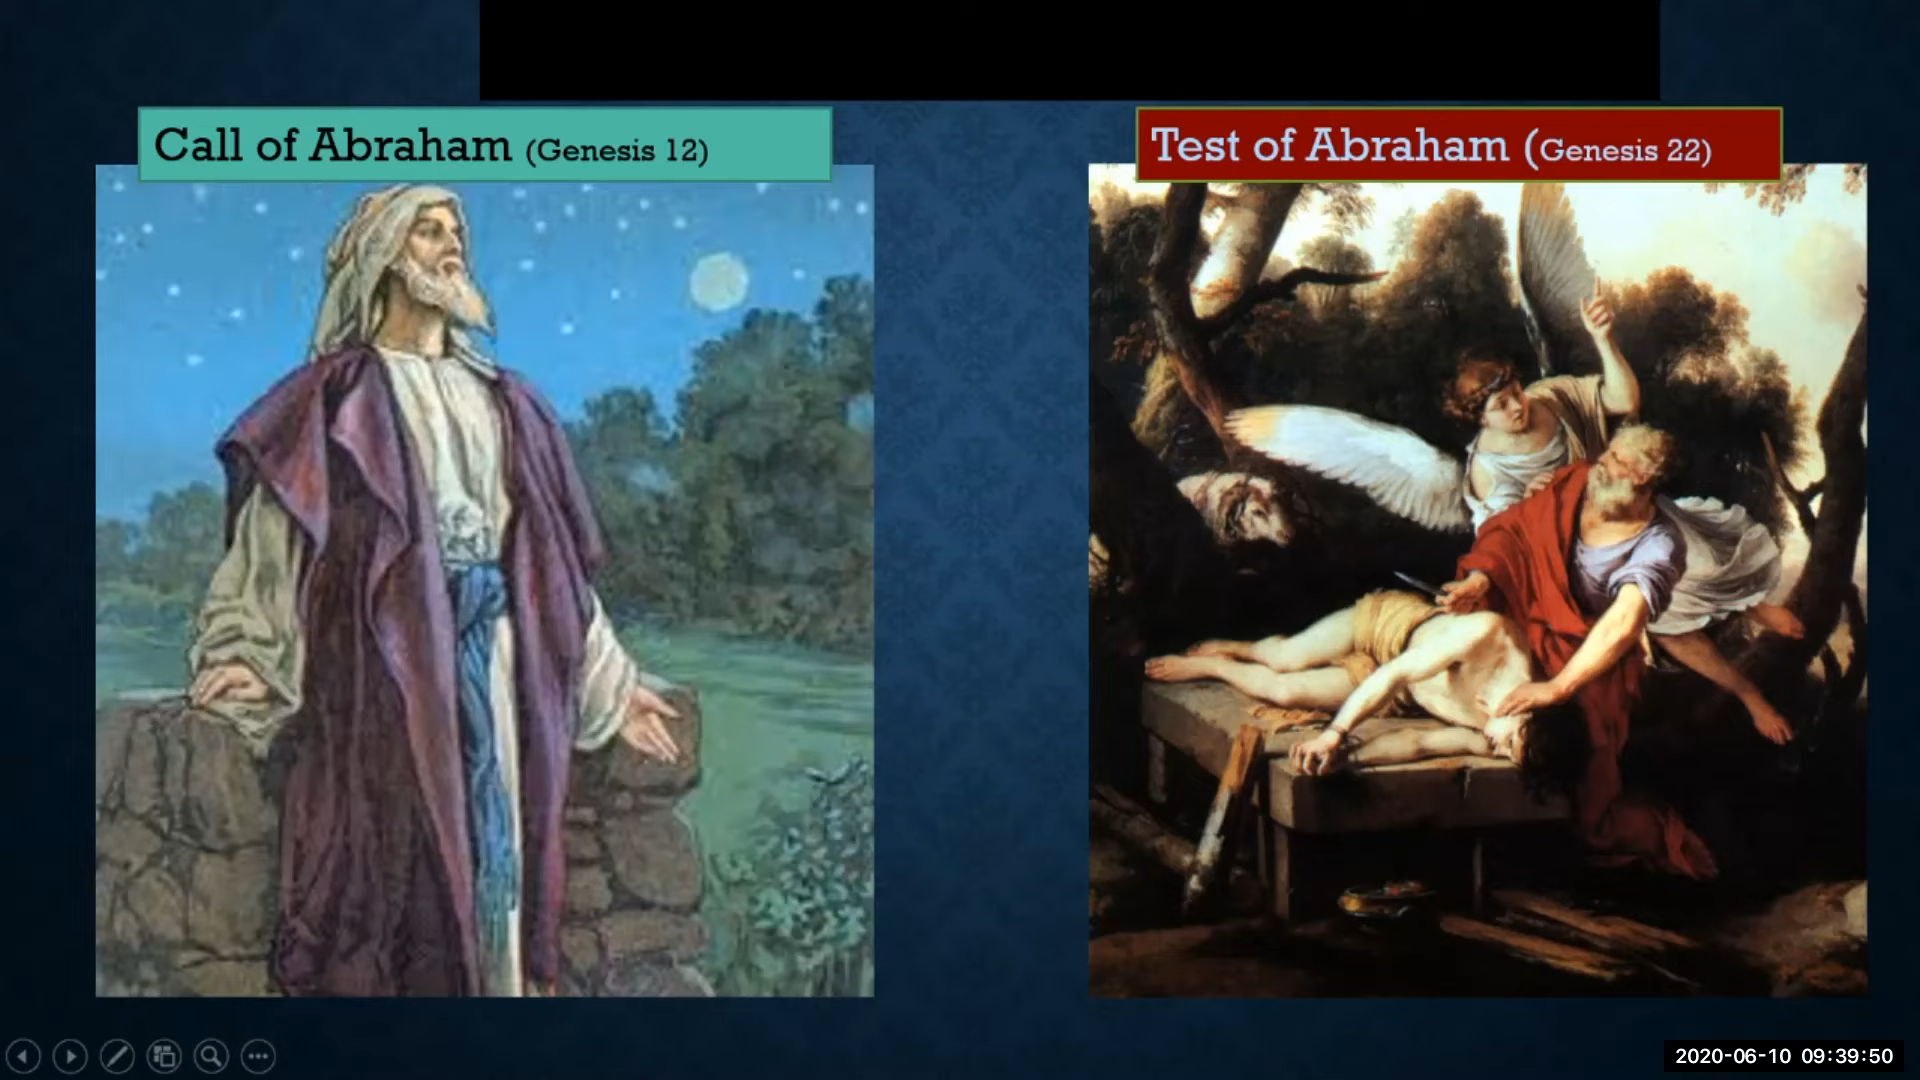 Call of Abraham (Genesis 12)
Test of Abraham (Genesis 22)
2020-06-10 09:39:50